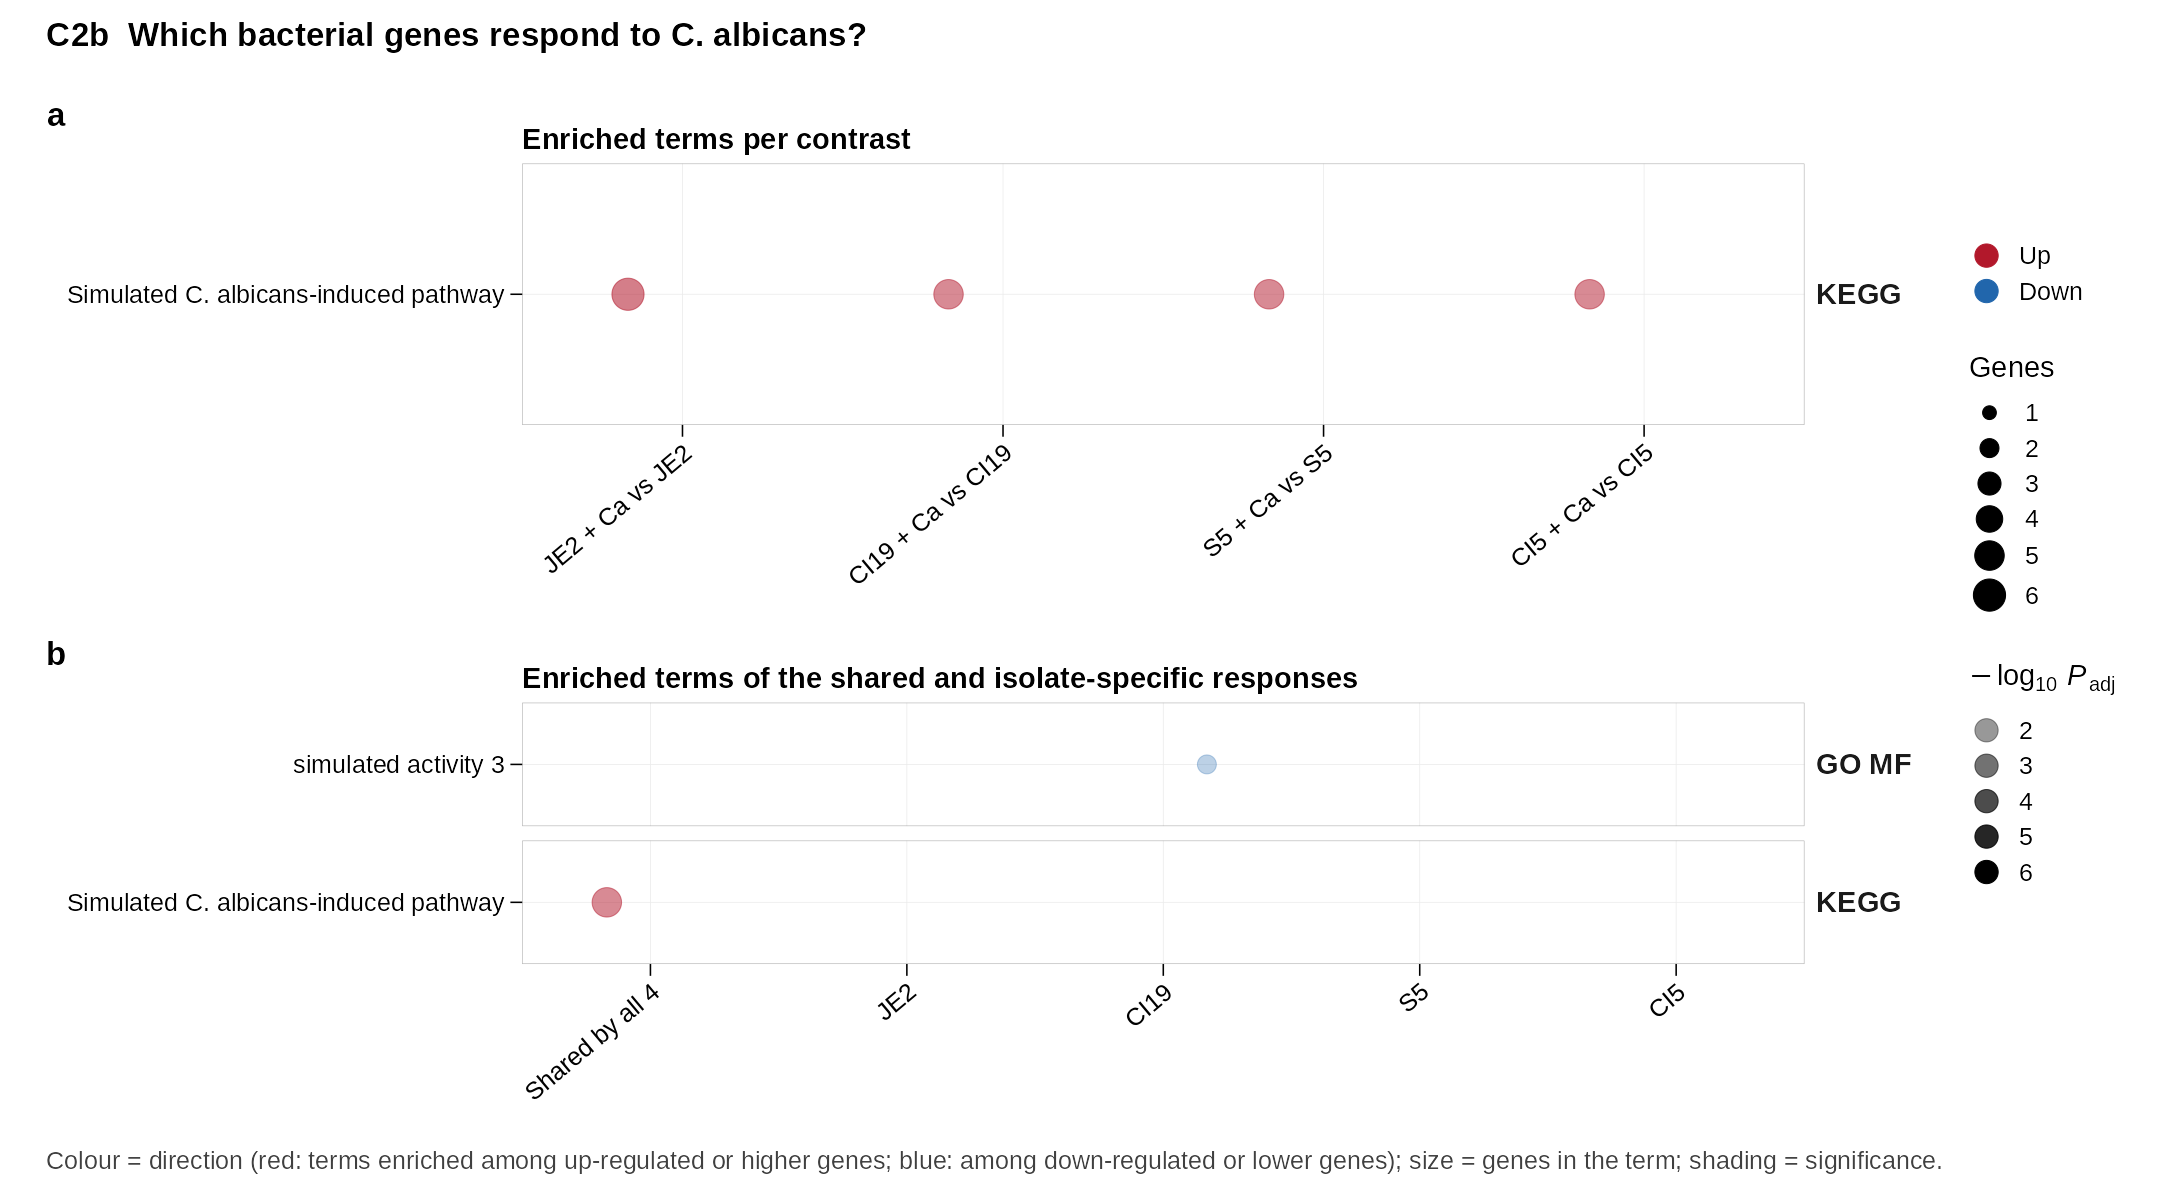 C2b  Which bacterial genes respond to C. albicans?
a
Enriched terms per contrast
Simulated C. albicans-induced pathway
KEGG
JE2 + Ca vs JE2
CI19 + Ca vs CI19
S5 + Ca vs S5
CI5 + Ca vs CI5
Up
Down
Genes
1
2
3
4
5
6
b
Enriched terms of the shared and isolate-specific responses
simulated activity 3
GO MF
Simulated C. albicans-induced pathway
KEGG
Shared by all 4
JE2
CI19
S5
CI5
−log10 Padj
2
3
4
5
6
Colour = direction (red: terms enriched among up-regulated or higher genes; blue: among down-regulated or lower genes); size = genes in the term; shading = significance.